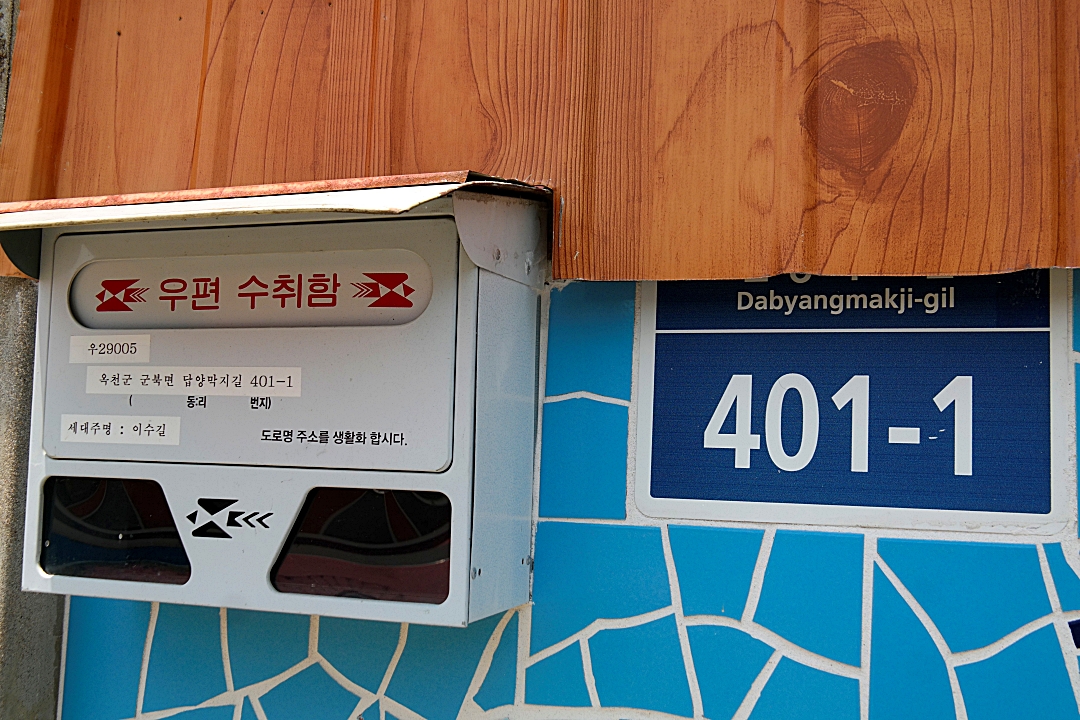 우편 수취함
우29005
옥천군 군북면 답양막지길 401-1
( 동:리 번지)
세대주명 : 이수길
도로명 주소를 생활화 합시다.
Dabyangmakji-gil
401-1